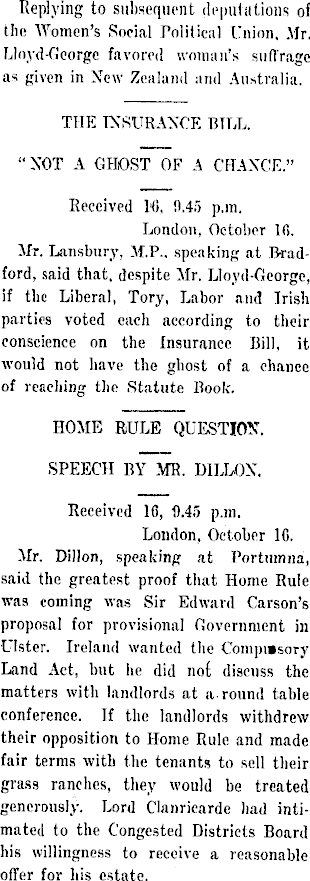 Replying to subsequent deputations of
the Women's Social Political Union, Mr.
Lloyd-George favored woman's suffrage
as given in New Zealand and Australia.
THE INSURANCE BILL.
"NOT A GHOST OF A CHANCE."
Received 16, 9.45 p.m.
London, October 16.
Mr. Lansbury, M.P., speaking at Brad-
ford, said that, despite Mr. Lloyd-George,
if the Liberal, Tory, Labor and Irish
parties voted each according to their
conscience on the Insurance Bill, it
would not have the ghost of a chance
of reaching the Statute Book.
HOME RULE QUESTION.
SPEECH BY MR. DILLON.
Received 16, 9.45 p.m.
London, October 16.
Mr. Dillon, speaking at Portumna,
said the greatest proof that Home Rule
was coming was Sir Edward Carson's
proposal for provisional Government in
Ulster. Ireland wanted the Compulsory
Land Act, but he did not discuss the
matters with landlords at a round table
conference. If the landlords withdrew
their opposition to Home Rule and made
fair terms with the tenants to sell their
grass ranches, they would be treated
generously. Lord Clanricarde had inti-
mated to the Congested Districts Board
his willingness to receive a reasonable
offer for his estate.